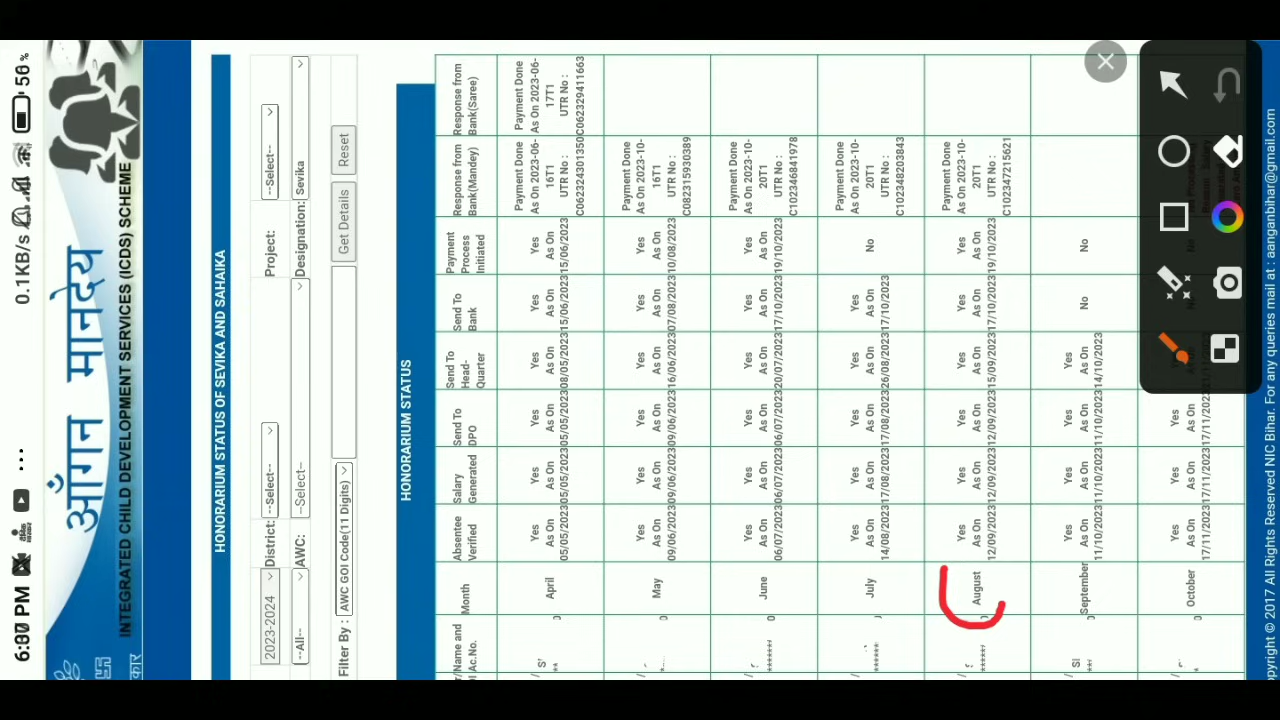 6:07 PM
0.1KB/s
50%
आँगन मानदेय
INTEGRATED CHILD DEVELOPMENT SERVICES (ICDS) SCHEME
HONORARIUM STATUS OF SEVIKA AND SAHAIKA
2023-2024 District: --Select-- Project: --Select--
--All-- AWC: --Select-- Designation: Sevika
Filter By : AWC GOI Code(11 Digits) Get Details Reset
HONORARIUM STATUS
/Name and Ac.No. Month Absentee Verified Salary Generated Send To DPO Send To Head-Quarter Send To Bank Payment Process Initiated Response from Bank(Mandey) Response from Bank(Saree)
April Yes As On 05/05/2023 Yes As On 05/05/2023 Yes As On 05/05/2023 Yes As On 08/05/2023 Yes As On 15/06/2023 Yes As On 15/06/2023 Payment Done As On 2023-06-16T1 UTR No : C062324301350 Payment Done As On 2023-06-17T1 UTR No : C062329411663
May Yes As On 09/06/2023 Yes As On 09/06/2023 Yes As On 09/06/2023 Yes As On 16/06/2023 Yes As On 07/08/2023 Yes As On 10/08/2023 Payment Done As On 2023-10-16T1 UTR No : C082315930389
June Yes As On 06/07/2023 Yes As On 06/07/2023 Yes As On 06/07/2023 Yes As On 20/07/2023 Yes As On 17/10/2023 Yes As On 19/10/2023 Payment Done As On 2023-10-20T1 UTR No : C102346841978
July Yes As On 14/08/2023 Yes As On 17/08/2023 Yes As On 17/08/2023 Yes As On 26/08/2023 Yes As On 17/10/2023 No Payment Done As On 2023-10-20T1 UTR No : C102348203843
August Yes As On 12/09/2023 Yes As On 12/09/2023 Yes As On 12/09/2023 Yes As On 15/09/2023 Yes As On 17/10/2023 Yes As On 19/10/2023 Payment Done As On 2023-10-20T1 UTR No : C102347215621
September Yes As On 11/10/2023 Yes As On 11/10/2023 Yes As On 11/10/2023 Yes As On 14/10/2023 No No
October Yes As On 17/11/2023 Yes As On 17/11/2023 Yes As On 17/11/2023
opyright © 2017 All Rights Reserved NIC Bihar. For any queries mail at : aanganbihar@gmail.com